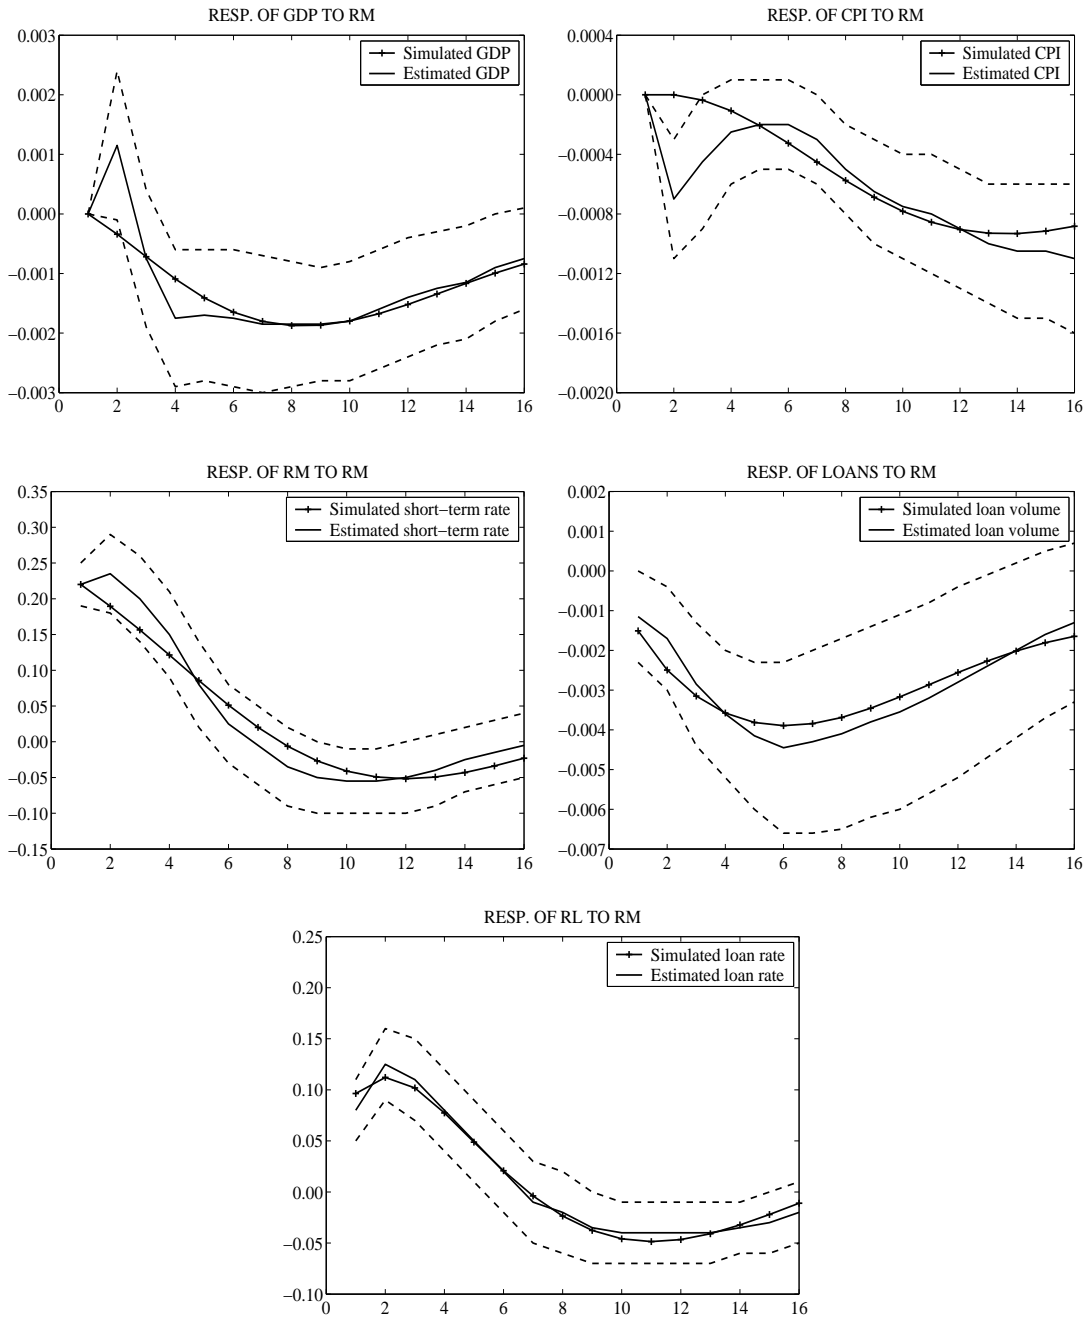 RESP. OF GDP TO RM
0.003
0.002
0.001
0.000
−0.001
−0.002
−0.003
0 2 4 6 8 10 12 14 16
Simulated GDP
Estimated GDP
RESP. OF CPI TO RM
0.0004
0.0000
−0.0004
−0.0008
−0.0012
−0.0016
−0.0020
0 2 4 6 8 10 12 14 16
Simulated CPI
Estimated CPI
RESP. OF RM TO RM
0.35
0.30
0.25
0.20
0.15
0.10
0.05
0.00
−0.05
−0.10
−0.15
0 2 4 6 8 10 12 14 16
Simulated short−term rate
Estimated short−term rate
RESP. OF LOANS TO RM
0.002
0.001
0.000
−0.001
−0.002
−0.003
−0.004
−0.005
−0.006
−0.007
0 2 4 6 8 10 12 14 16
Simulated loan volume
Estimated loan volume
RESP. OF RL TO RM
0.25
0.20
0.15
0.10
0.05
0.00
−0.05
−0.10
0 2 4 6 8 10 12 14 16
Simulated loan rate
Estimated loan rate